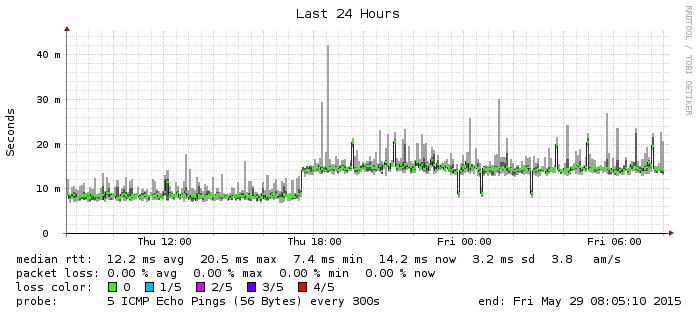 Last 24 Hours
RRDTOOL / TOBI OETIKER
Seconds
40 m
30 m
20 m
10 m
0
Thu 12:00 Thu 18:00 Fri 00:00 Fri 06:00
median rtt: 12.2 ms avg 20.5 ms max 7.4 ms min 14.2 ms now 3.2 ms sd 3.8 am/s
packet loss: 0.00 % avg 0.00 % max 0.00 % min 0.00 % now
loss color: 0 1/5 2/5 3/5 4/5
probe: 5 ICMP Echo Pings (56 Bytes) every 300s end: Fri May 29 08:05:10 2015